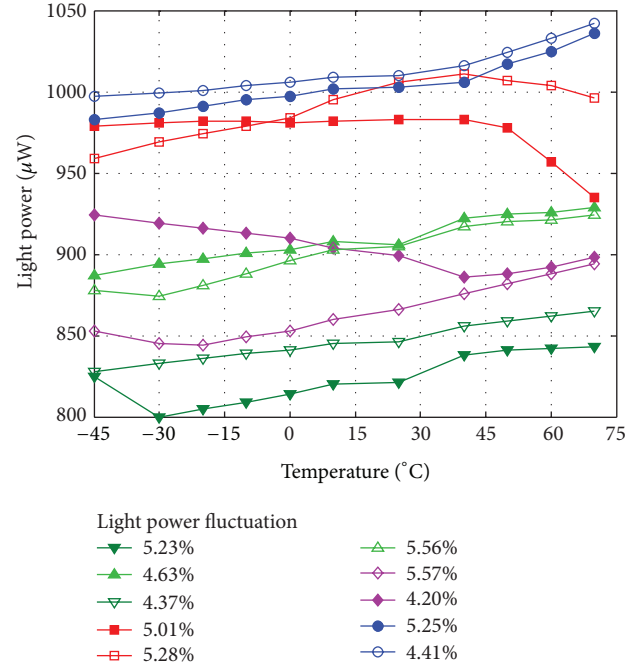 1050
1000
950
900
850
800
Light power (μW)
−45 −30 −15 0 15 30 45 60 75
Temperature (°C)
Light power fluctuation
5.23% 5.56%
4.63% 5.57%
4.37% 4.20%
5.01% 5.25%
5.28% 4.41%